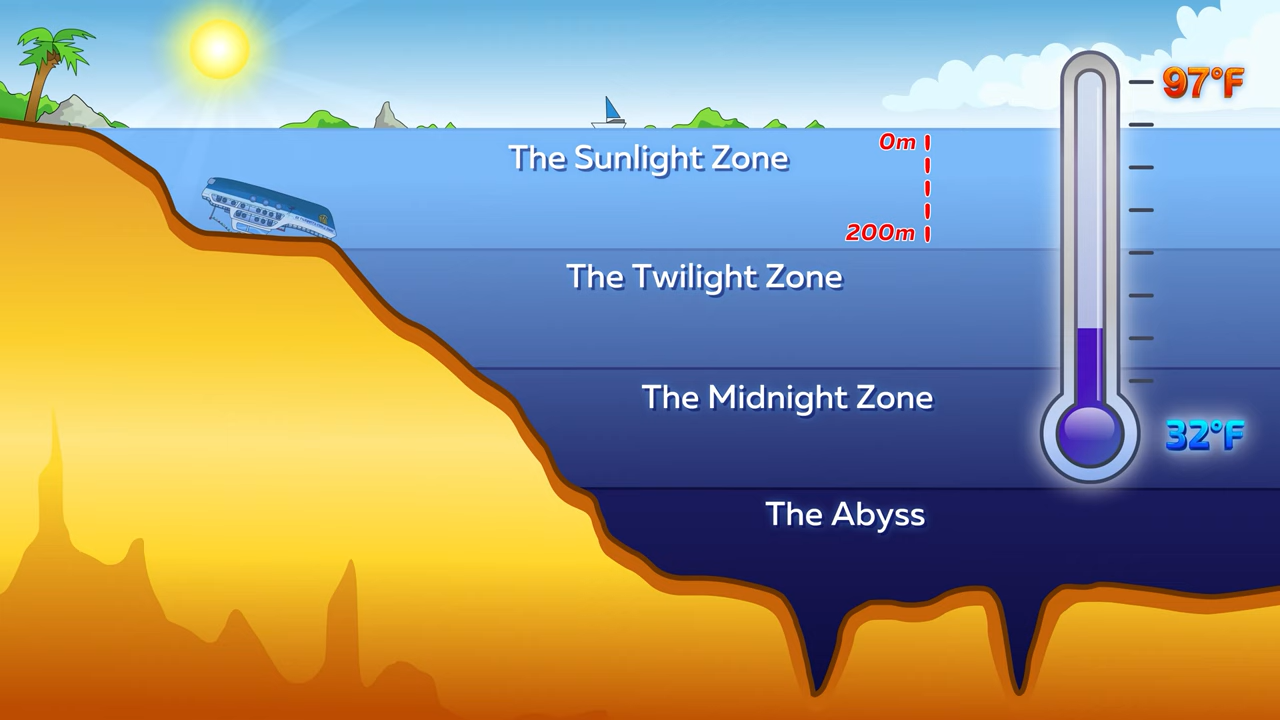 97°F
0m
The Sunlight Zone
200m
The Twilight Zone
The Midnight Zone
32°F
The Abyss